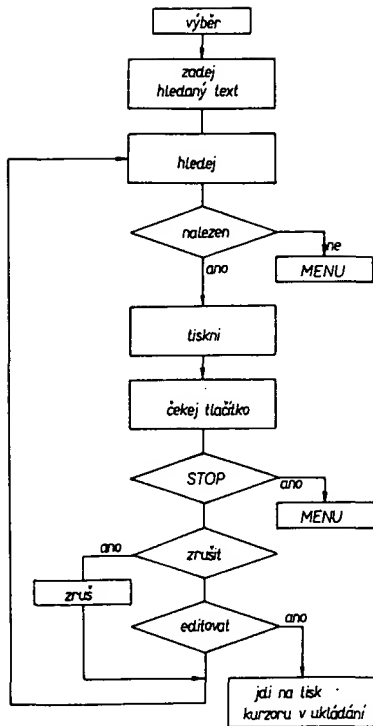 výběr
zadej
hledaný text
hledej
nalezen
ne
ano
MENU
tiskni
čekej tlačítko
STOP
ano
MENU
ano
zrušit
zruš
editovat
ano
jdi na tisk
kurzoru v ukládání